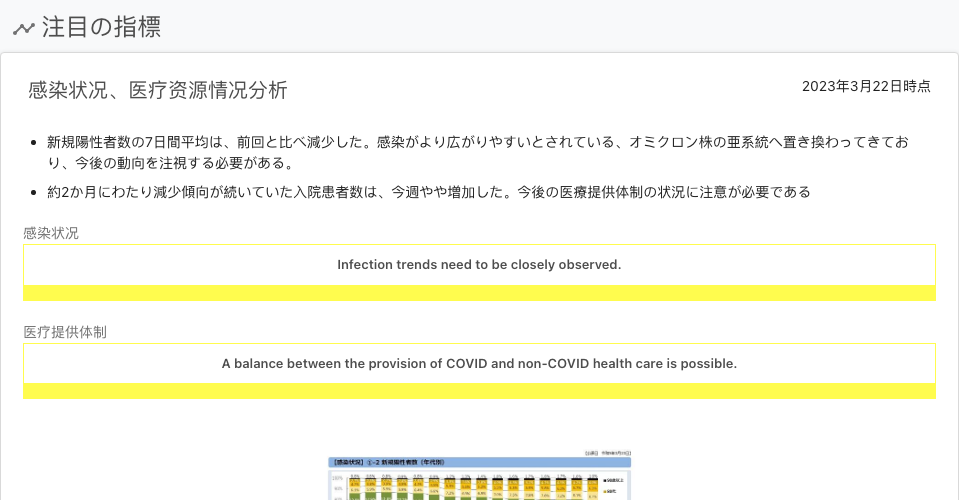 注目の指標
感染状况、医疗资源情况分析
2023年3月22日時点
新規陽性者数の7日間平均は、前回と比べ減少した。感染がより広がりやすいとされている、オミクロン株の亜系統へ置き換わってきてお
り、今後の動向を注視する必要がある。
約2か月にわたり減少傾向が続いていた入院患者数は、今週やや増加した。今後の医療提供体制の状況に注意が必要である
感染状况
Infection trends need to be closely observed.
医疗提供体制
A balance between the provision of COVID and non-COVID health care is possible.
【感染状況】①-2 新規陽性者数（年代別）
100%